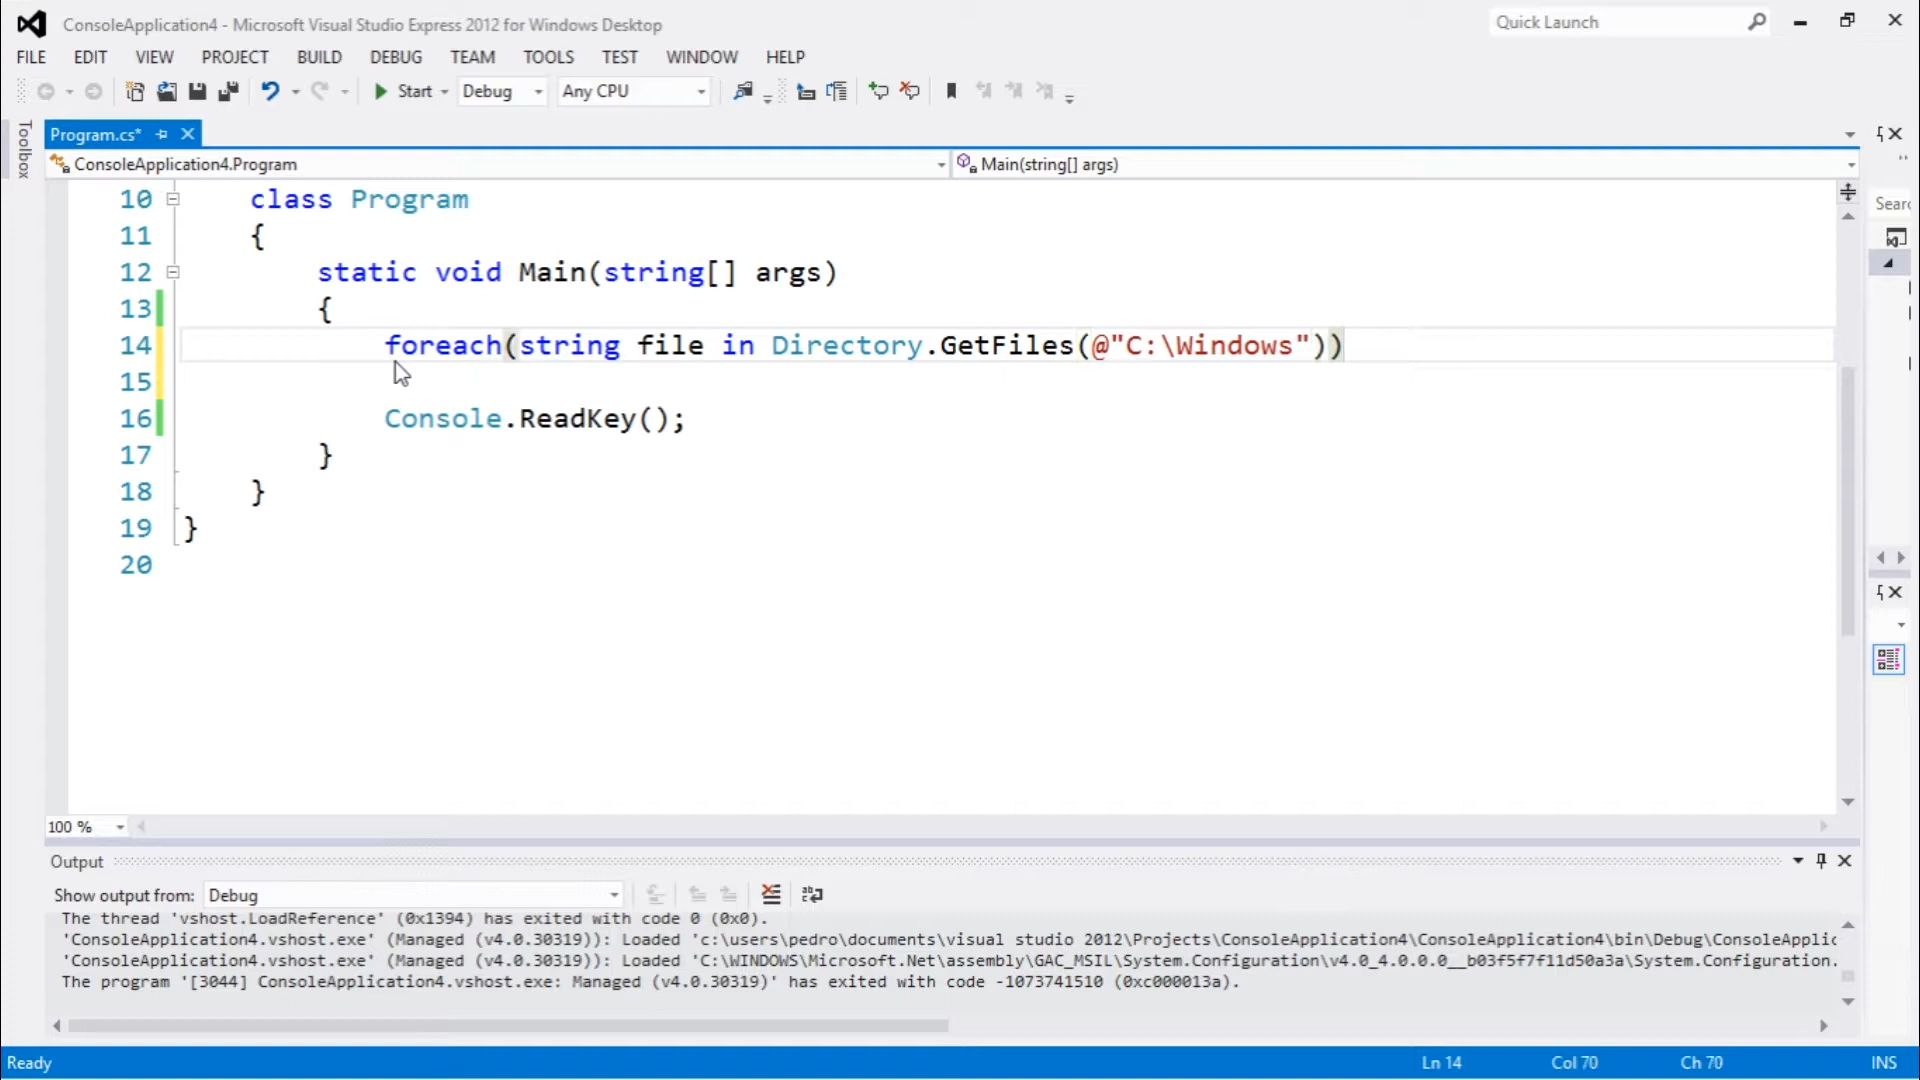 ConsoleApplication4 - Microsoft Visual Studio Express 2012 for Windows Desktop
Quick Launch
FILE EDIT VIEW PROJECT BUILD DEBUG TEAM TOOLS TEST WINDOW HELP
Start Debug Any CPU
Toolbox
Program.cs*
ConsoleApplication4.Program Main(string[] args)
10 class Program
11 {
12 static void Main(string[] args)
13 {
14 foreach(string file in Directory.GetFiles(@"C:\Windows"))
15
16 Console.ReadKey();
17 }
18 }
19 }
20
100 %
Output
Show output from: Debug
The thread 'vshost.LoadReference' (0x1394) has exited with code 0 (0x0).
'ConsoleApplication4.vshost.exe' (Managed (v4.0.30319)): Loaded 'c:\users\pedro\documents\visual studio 2012\Projects\ConsoleApplication4\ConsoleApplication4\bin\Debug\ConsoleApplic
'ConsoleApplication4.vshost.exe' (Managed (v4.0.30319)): Loaded 'C:\WINDOWS\Microsoft.Net\assembly\GAC_MSIL\System.Configuration\v4.0_4.0.0.0__b03f5f7f11d50a3a\System.Configuration.
The program '[3044] ConsoleApplication4.vshost.exe: Managed (v4.0.30319)' has exited with code -1073741510 (0xc000013a).
Ready Ln 14 Col 70 Ch 70 INS